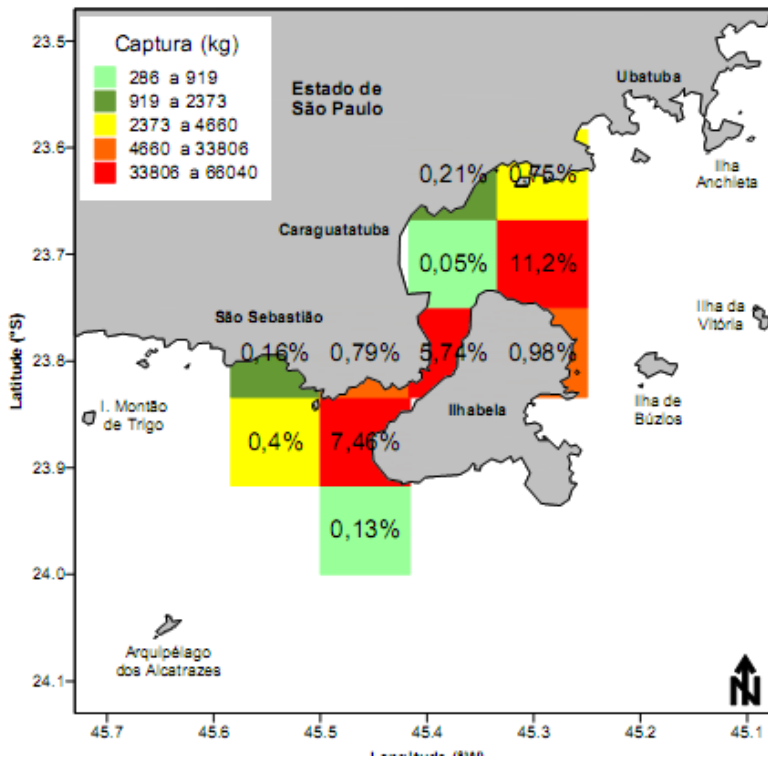 Captura (kg)
286 a 919
919 a 2373
2373 a 4660
4660 a 33806
33806 a 66040
Estado de
São Paulo
Ubatuba
Ilha
Anchieta
0,21%
0,75%
Caraguatatuba
0,05%
11,2%
São Sebastião
Ilha da
Vitória
0,16%
0,79%
5,74%
0,98%
I. Montão
de Trigo
Ilhabela
Ilha de
Búzios
0,4%
7,46%
0,13%
Arquipélago
dos Alcatrazes
N
Latitude (°S)
23.5
23.6
23.7
23.8
23.9
24.0
24.1
45.7
45.6
45.5
45.4
45.3
45.2
45.1